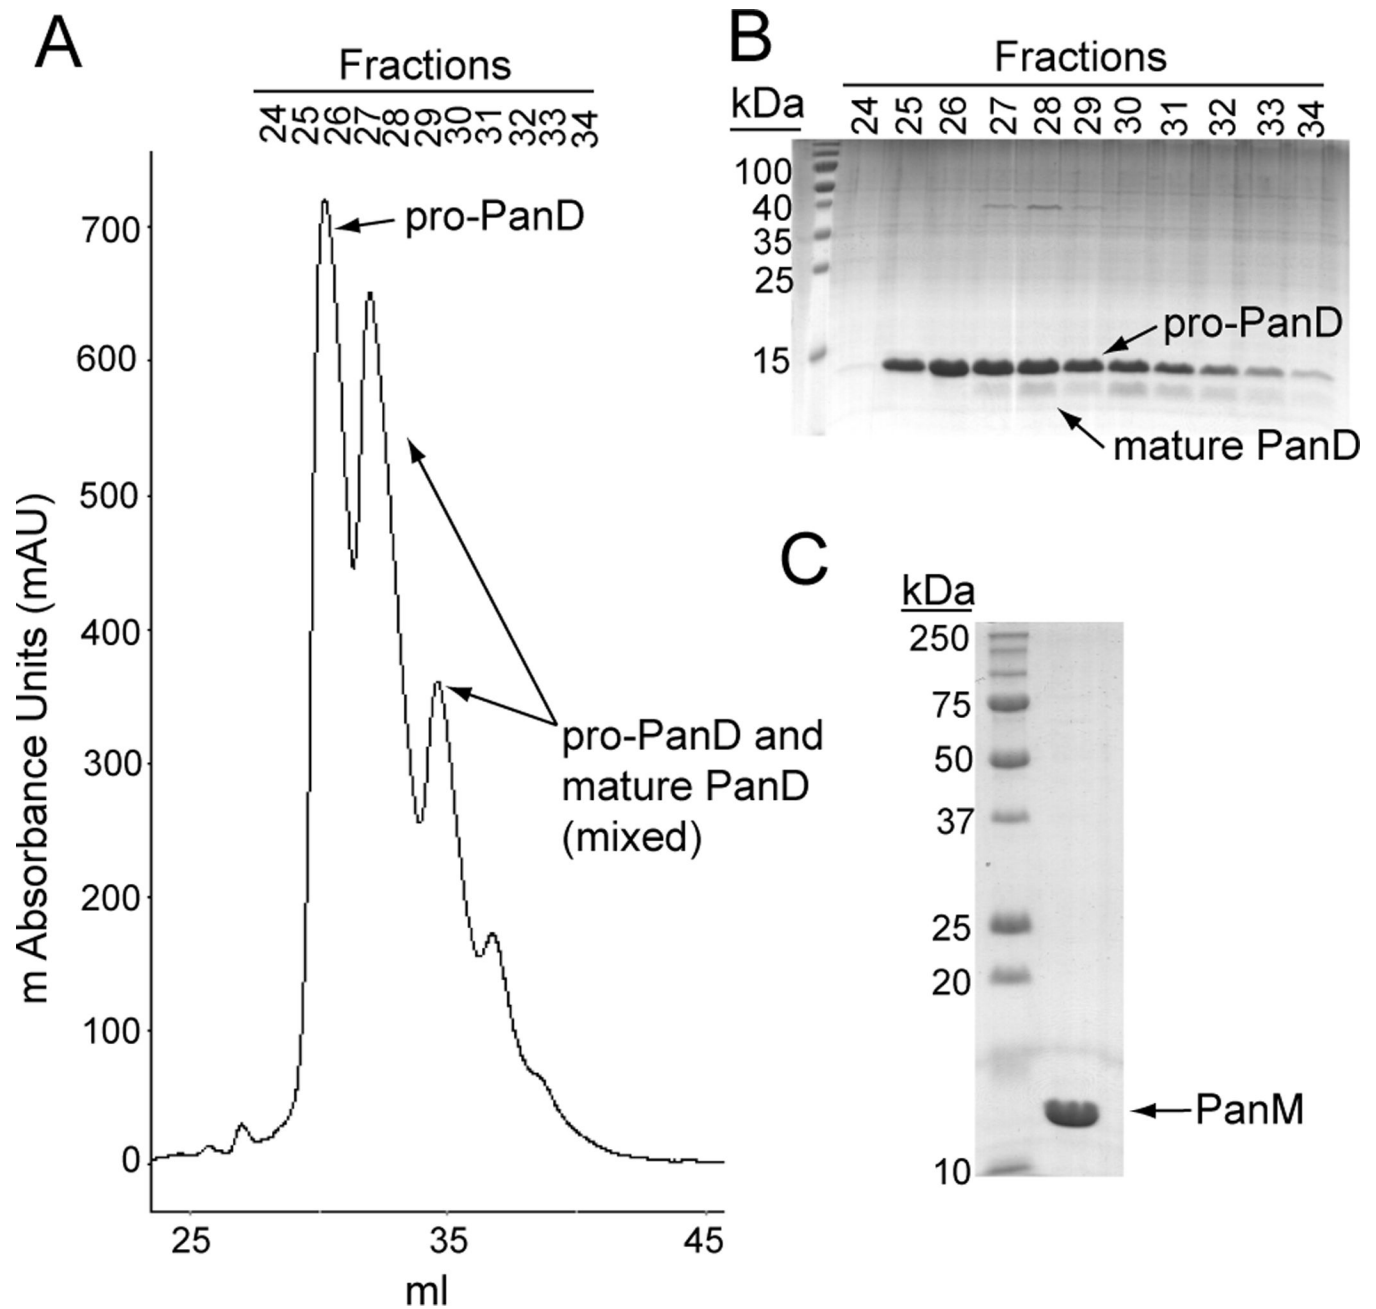 A
Fractions
24 25 26 27 28 29 30 31 32 33 34
700
600
500
400
300
200
100
0
m Absorbance Units (mAU)
25 35 45
ml
pro-PanD
pro-PanD and
mature PanD
(mixed)
B
Fractions
kDa
24 25 26 27 28 29 30 31 32 33 34
100
40
35
25
15
pro-PanD
mature PanD
C
kDa
250
75
50
37
25
20
10
PanM